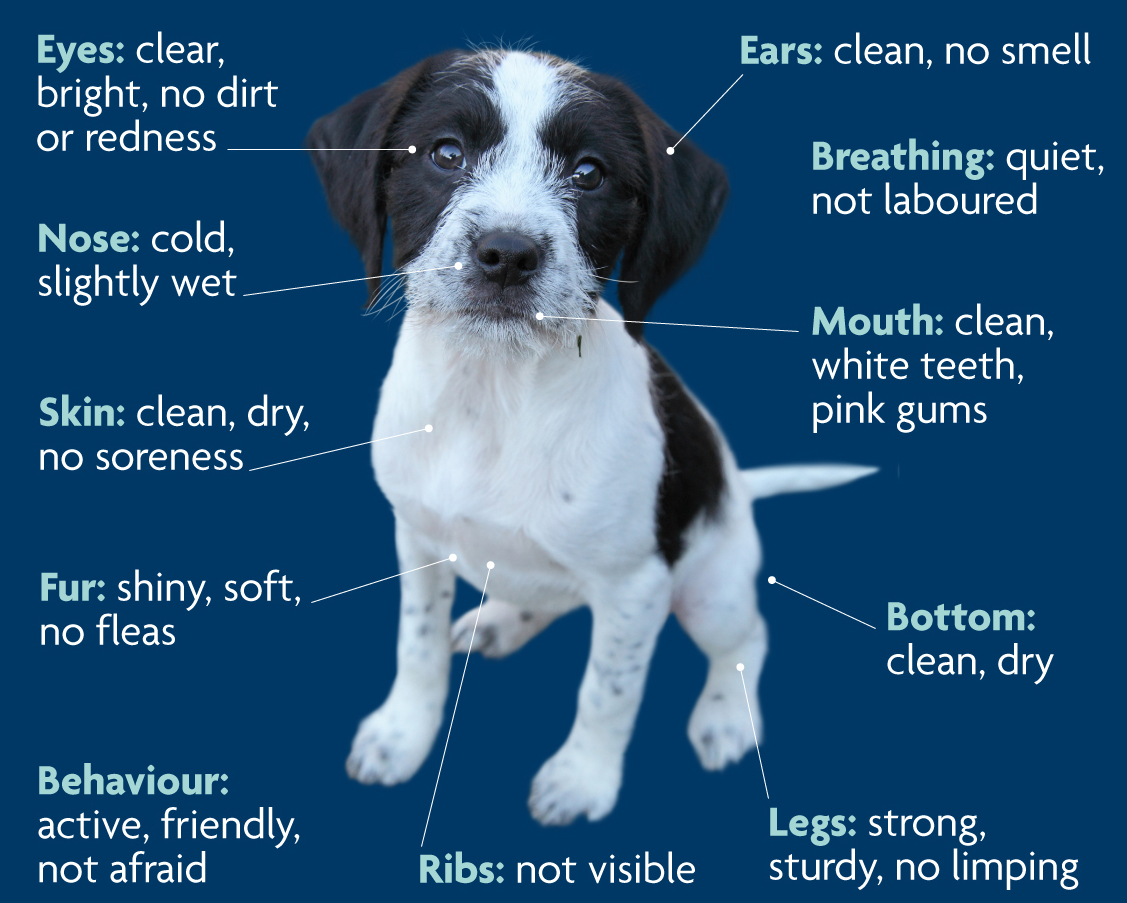 Eyes: clear,
bright, no dirt
or redness
Ears: clean, no smell
Breathing: quiet,
not laboured
Nose: cold,
slightly wet
Mouth: clean,
white teeth,
pink gums
Skin: clean, dry,
no soreness
Fur: shiny, soft,
no fleas
Bottom:
clean, dry
Behaviour:
active, friendly,
not afraid
Ribs: not visible
Legs: strong,
sturdy, no limping